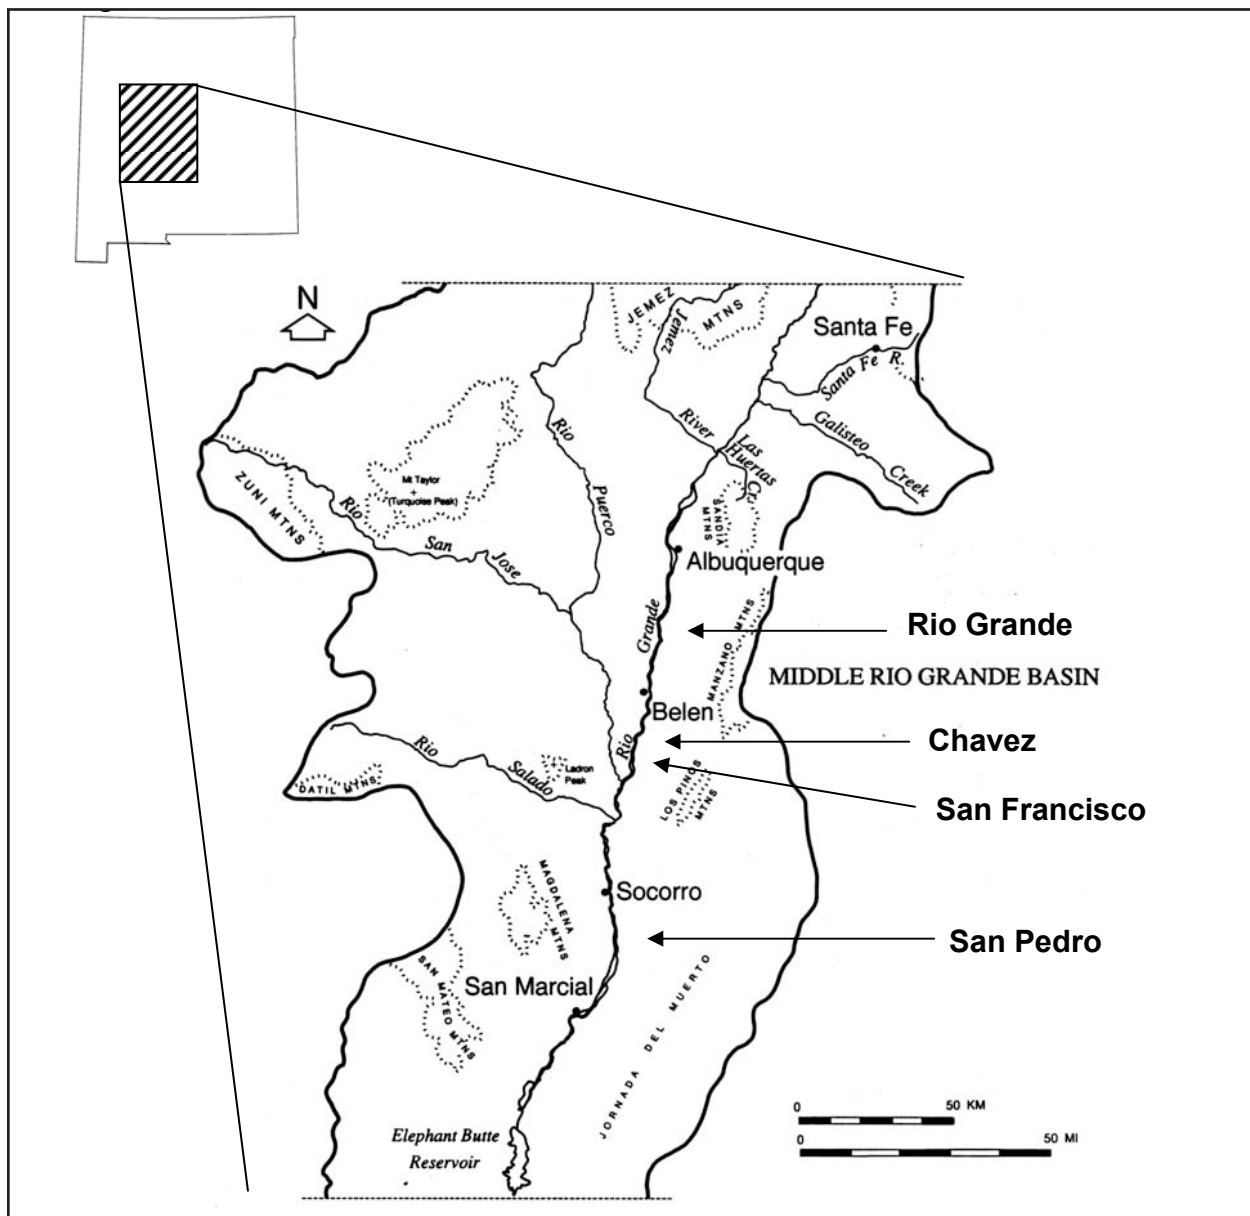 N
JEMEZ
MTNS
Jemez
River
Santa Fe
Santa Fe R.
Galisteo
Creek
Las
Huertas
Cr.
SANDIA
MTNS
Rio
Puerco
Mt Taylor
(Turquoise Peak)
ZUNI MTNS
Rio
San
Jose
Albuquerque
Grande
Rio Grande
MANZANO MTNS
MIDDLE RIO GRANDE BASIN
Belen
Chavez
Rio
San Francisco
Rio
Salado
Ladron
Peak
DATIL MTNS
LOS PINOS
MTNS
MAGDALENA
MTNS
Socorro
San Pedro
San Marcial
SAN MATEO MTNS
JORNADA DEL MUERTO
Elephant Butte
Reservoir
0 50 KM
0 50 MI